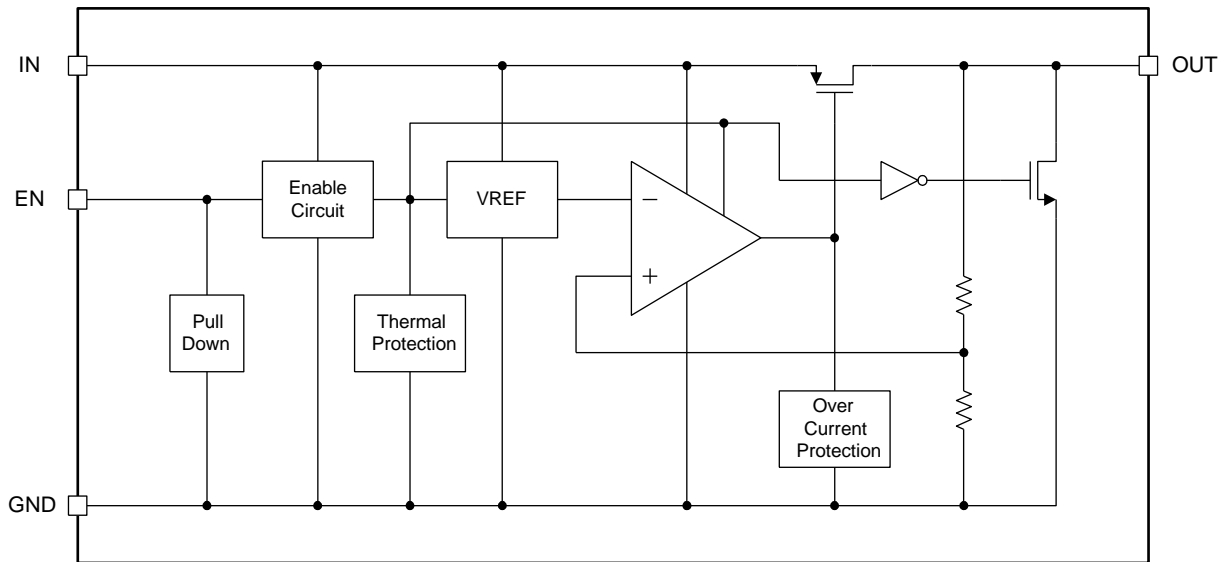 IN
OUT
EN
Enable
Circuit
VREF
−
+
Pull
Down
Thermal
Protection
Over
Current
Protection
GND